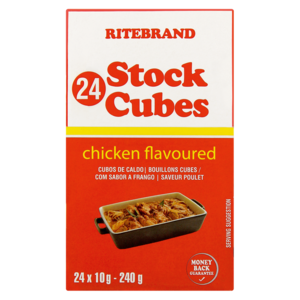 RITEBRAND
24
Stock
Cubes
chicken flavoured
CUBOS DE CALDO | BOUILLONS CUBES /
COM SABOR A FRANGO | SAVEUR POULET
SERVING SUGGESTION
24 x 10g - 240 g
MONEY
BACK
GUARANTEE